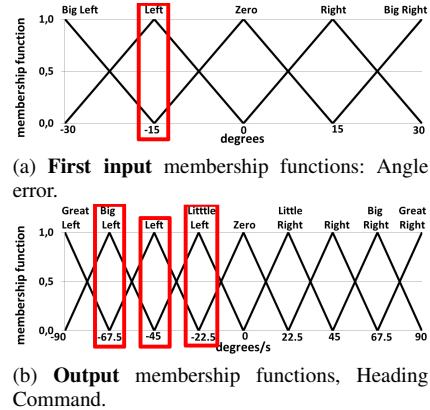 Big Left Left Zero Right Big Right
membership function
1,0
0,5
0,0
-30 -15 0 15 30
degrees
(a) First input membership functions: Angle
error.
Great Left Big Left Left Litttle Left Zero Little Right Right Big Right Great Right
membership function
1,0
0,5
0,0
-90 -67.5 -45 -22.5 0 22.5 45 67.5 90
degrees/s
(b) Output membership functions, Heading
Command.